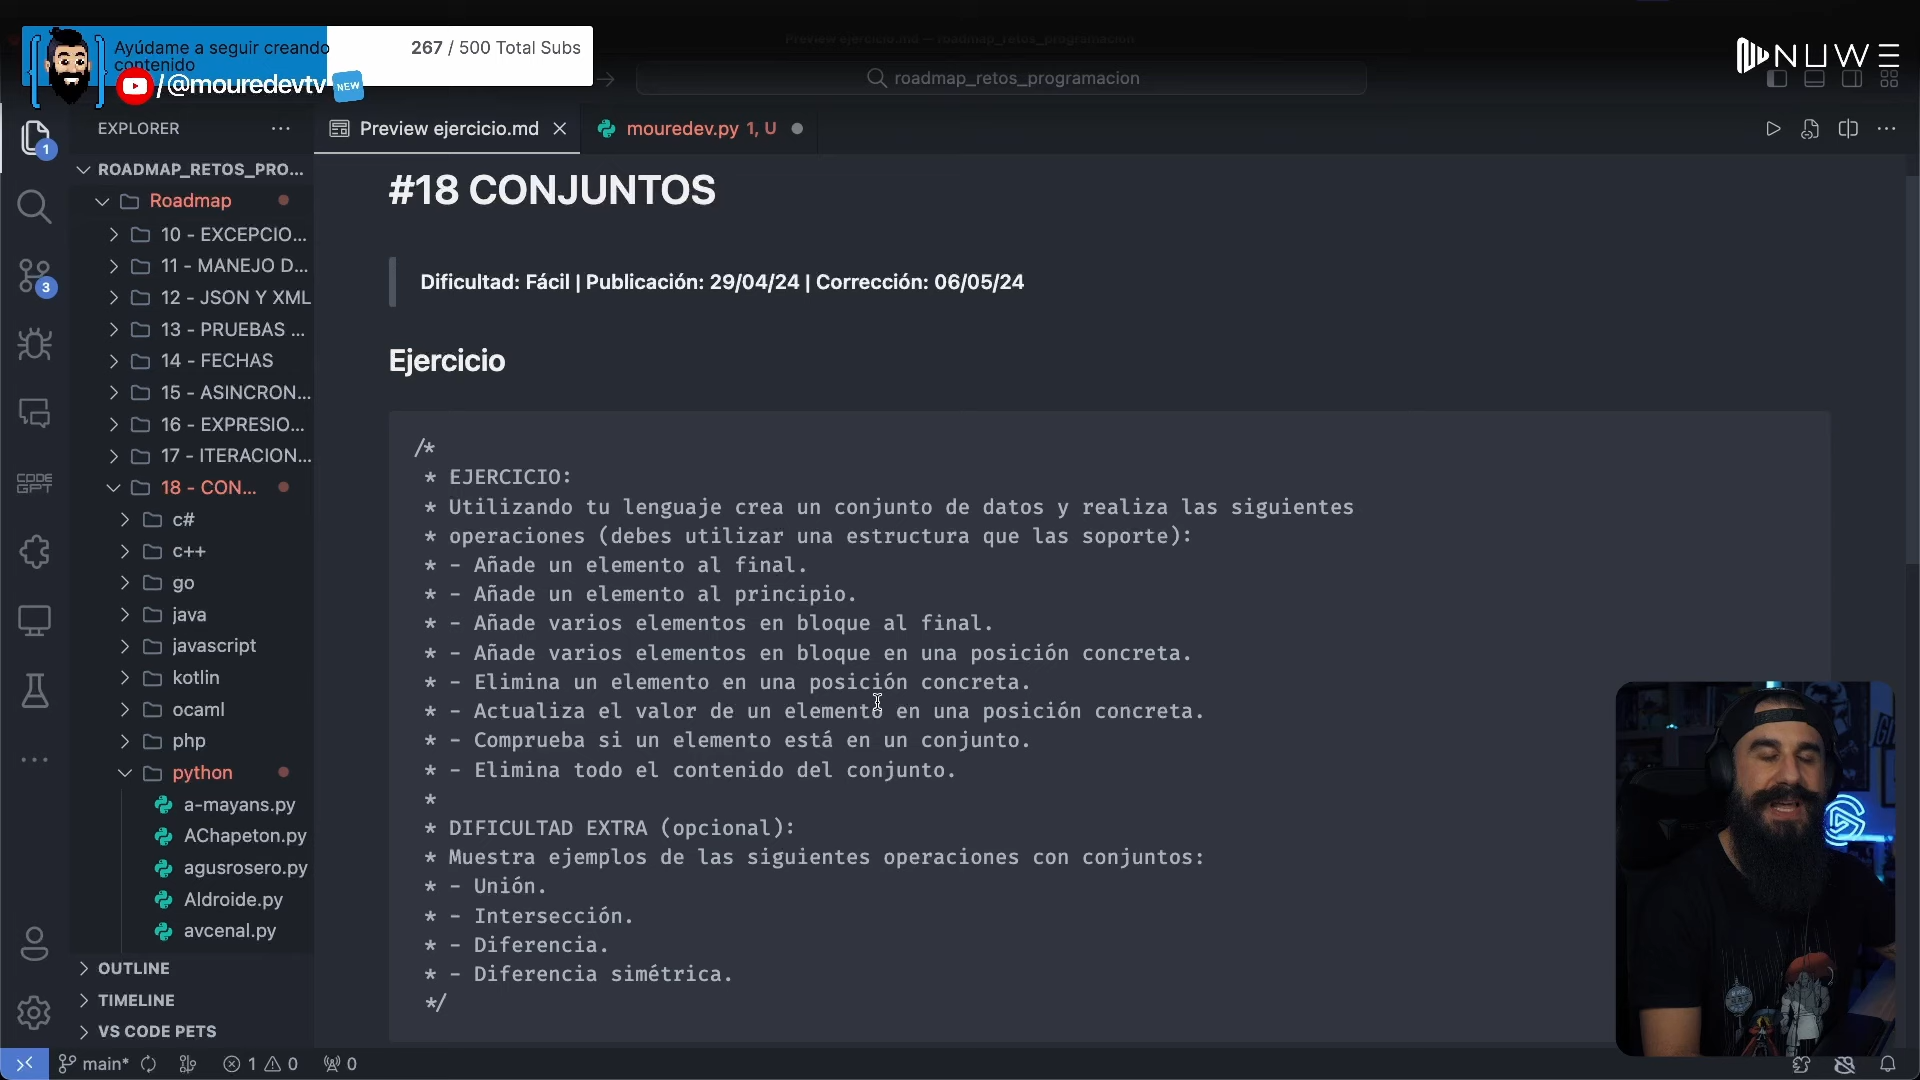 Ayúdame a seguir creando
contenido
267 / 500 Total Subs
/@mouredevtv NEW
roadmap_retos_programacion
NUWE
EXPLORER
Preview ejercicio.md
mouredev.py 1, U
1
ROADMAP_RETOS_PRO...
Roadmap
10 - EXCEPCIO...
11 - MANEJO D...
12 - JSON Y XML
3
13 - PRUEBAS ...
14 - FECHAS
15 - ASINCRON...
16 - EXPRESIO...
17 - ITERACION...
CODE
GPT
18 - CON...
c#
c++
go
java
javascript
kotlin
ocaml
php
python
a-mayans.py
AChapeton.py
agusrosero.py
Aldroide.py
avcenal.py
OUTLINE
TIMELINE
VS CODE PETS
#18 CONJUNTOS
Dificultad: Fácil | Publicación: 29/04/24 | Corrección: 06/05/24
Ejercicio
/*
* EJERCICIO:
* Utilizando tu lenguaje crea un conjunto de datos y realiza las siguientes
* operaciones (debes utilizar una estructura que las soporte):
* - Añade un elemento al final.
* - Añade un elemento al principio.
* - Añade varios elementos en bloque al final.
* - Añade varios elementos en bloque en una posición concreta.
* - Elimina un elemento en una posición concreta.
* - Actualiza el valor de un elemento en una posición concreta.
* - Comprueba si un elemento está en un conjunto.
* - Elimina todo el contenido del conjunto.
*
* DIFICULTAD EXTRA (opcional):
* Muestra ejemplos de las siguientes operaciones con conjuntos:
* - Unión.
* - Intersección.
* - Diferencia.
* - Diferencia simétrica.
*/
main* 1 0 0